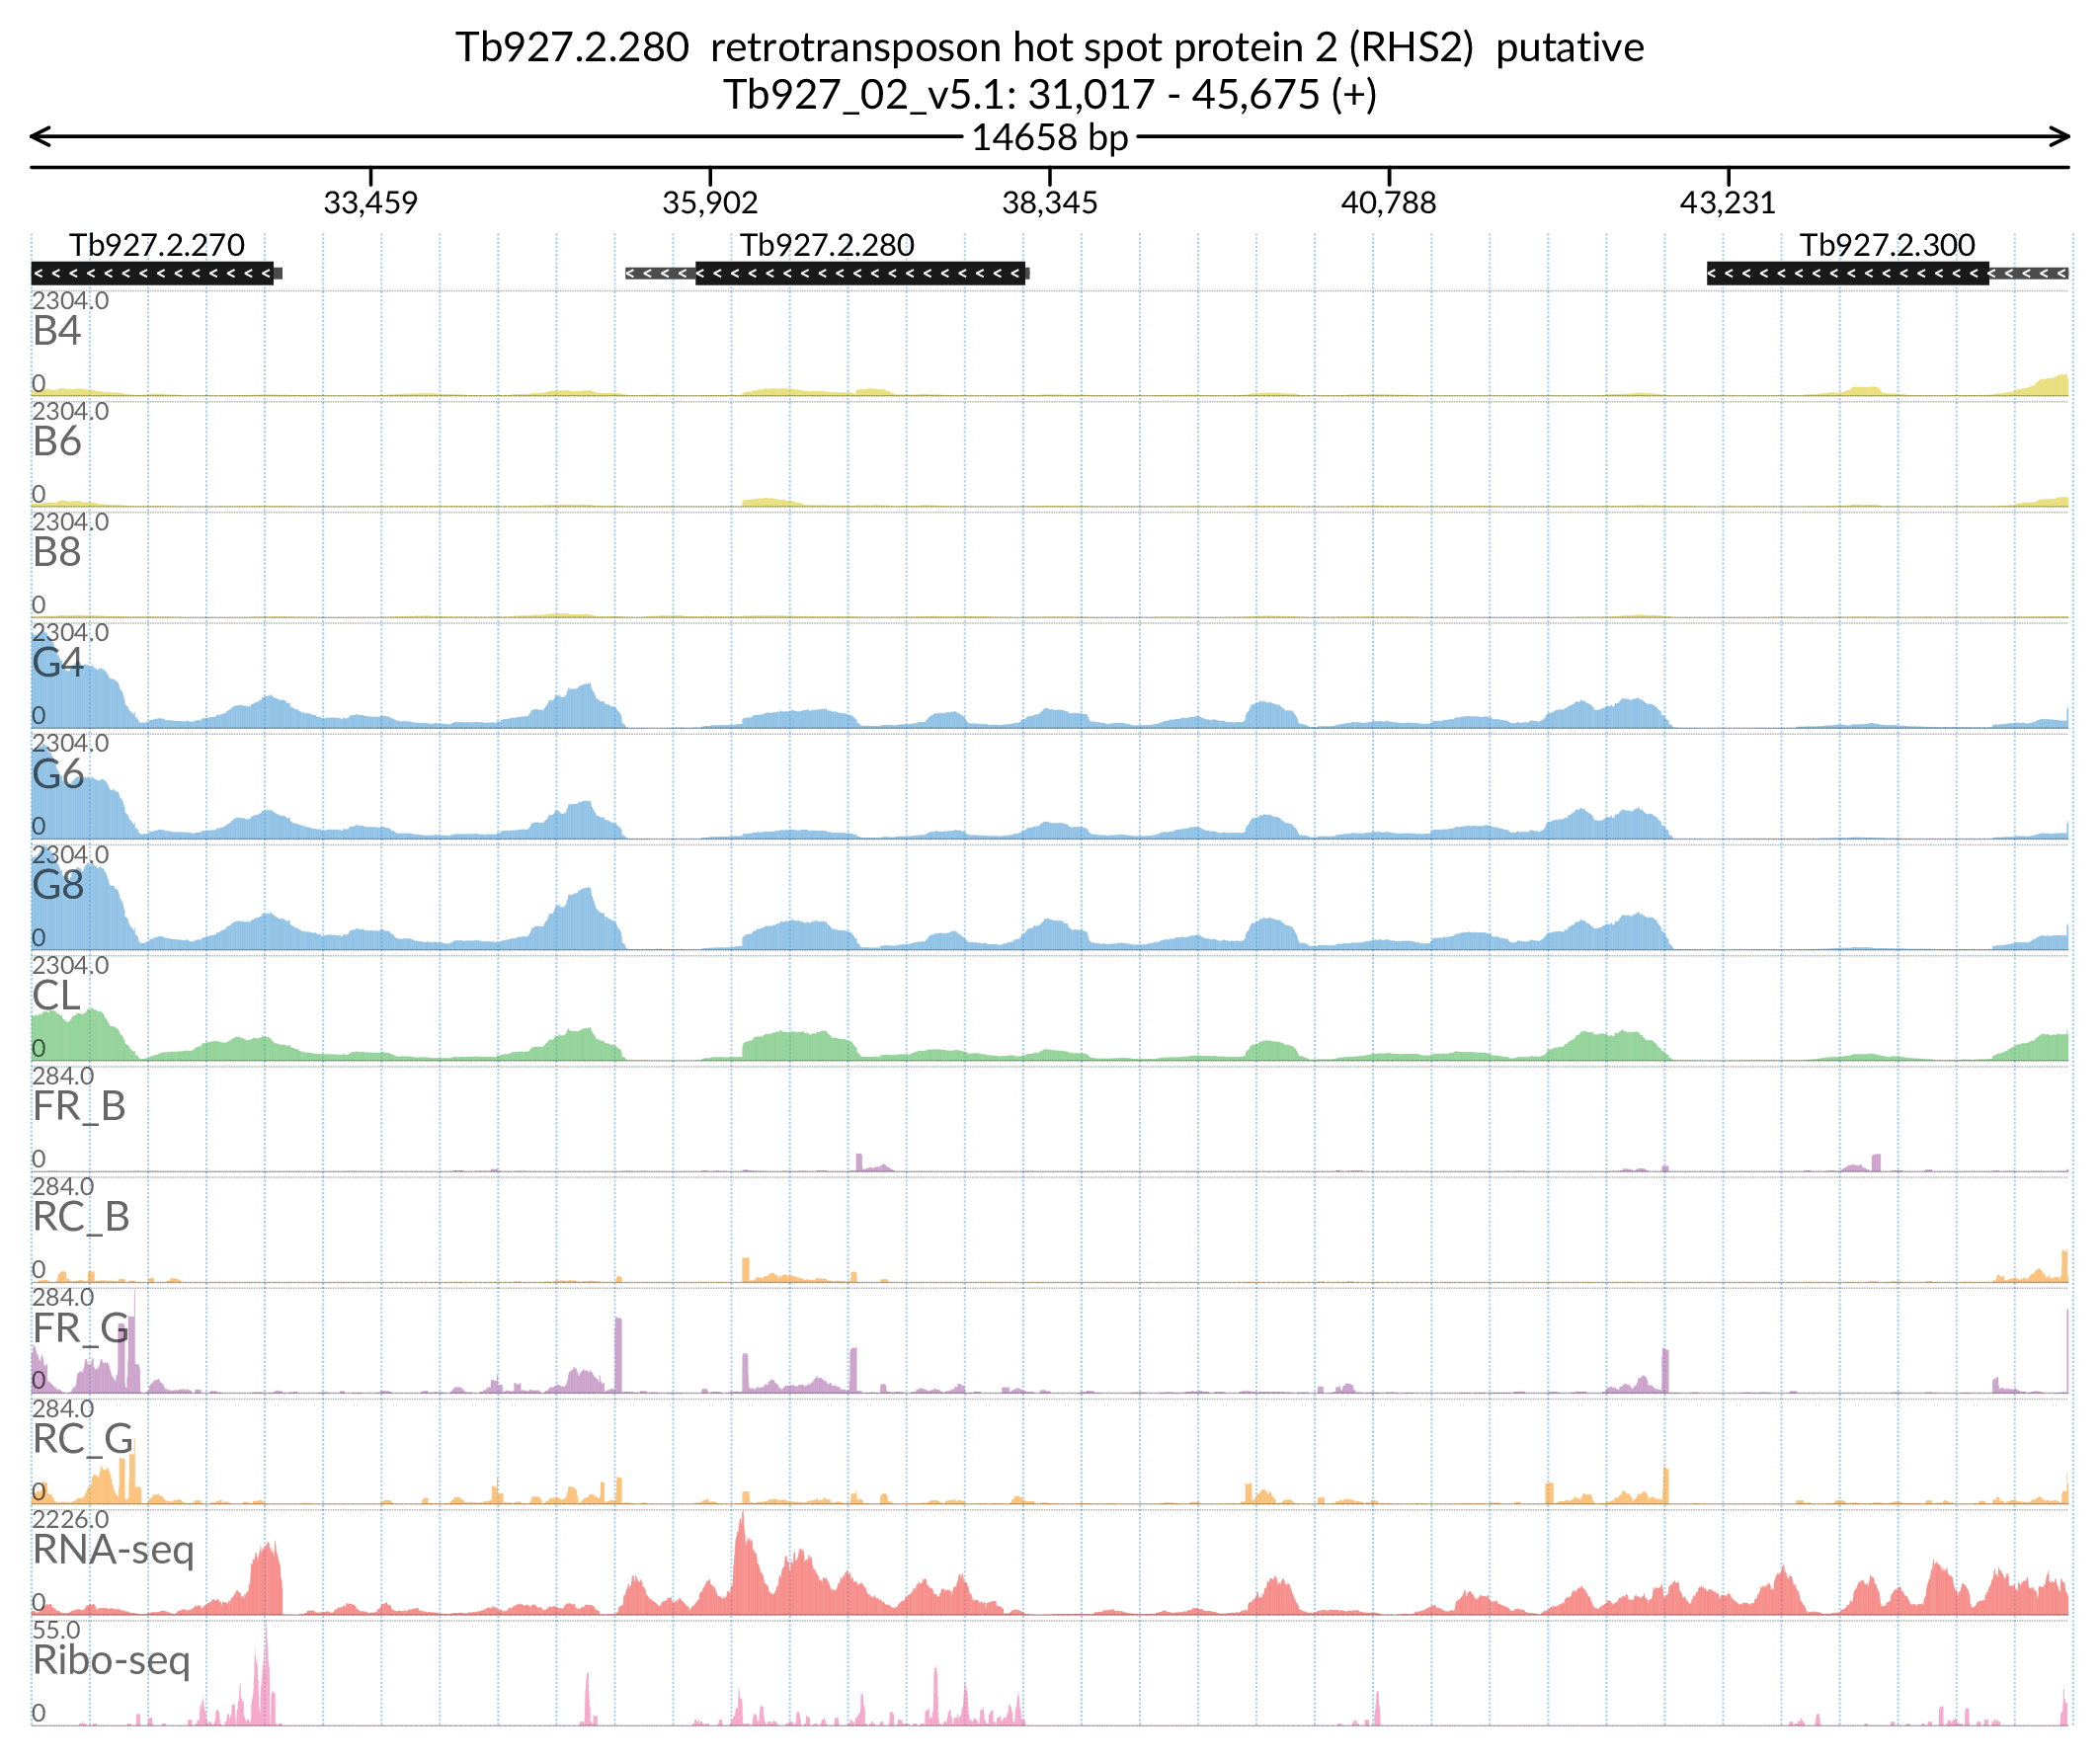 Tb927.2.280  retrotransposon hot spot protein 2 (RHS2)  putative
Tb927_02_v5.1: 31,017 - 45,675 (+)
14658 bp
33,459 35,902 38,345 40,788 43,231
Tb927.2.270 Tb927.2.280 Tb927.2.300
2304.0
B4
0
2304.0
B6
0
2304.0
B8
0
2304.0
G4
0
2304.0
G6
0
2304.0
G8
0
2304.0
CL
0
284.0
FR_B
0
284.0
RC_B
0
284.0
FR_G
0
284.0
RC_G
0
2226.0
RNA-seq
0
55.0
Ribo-seq
0